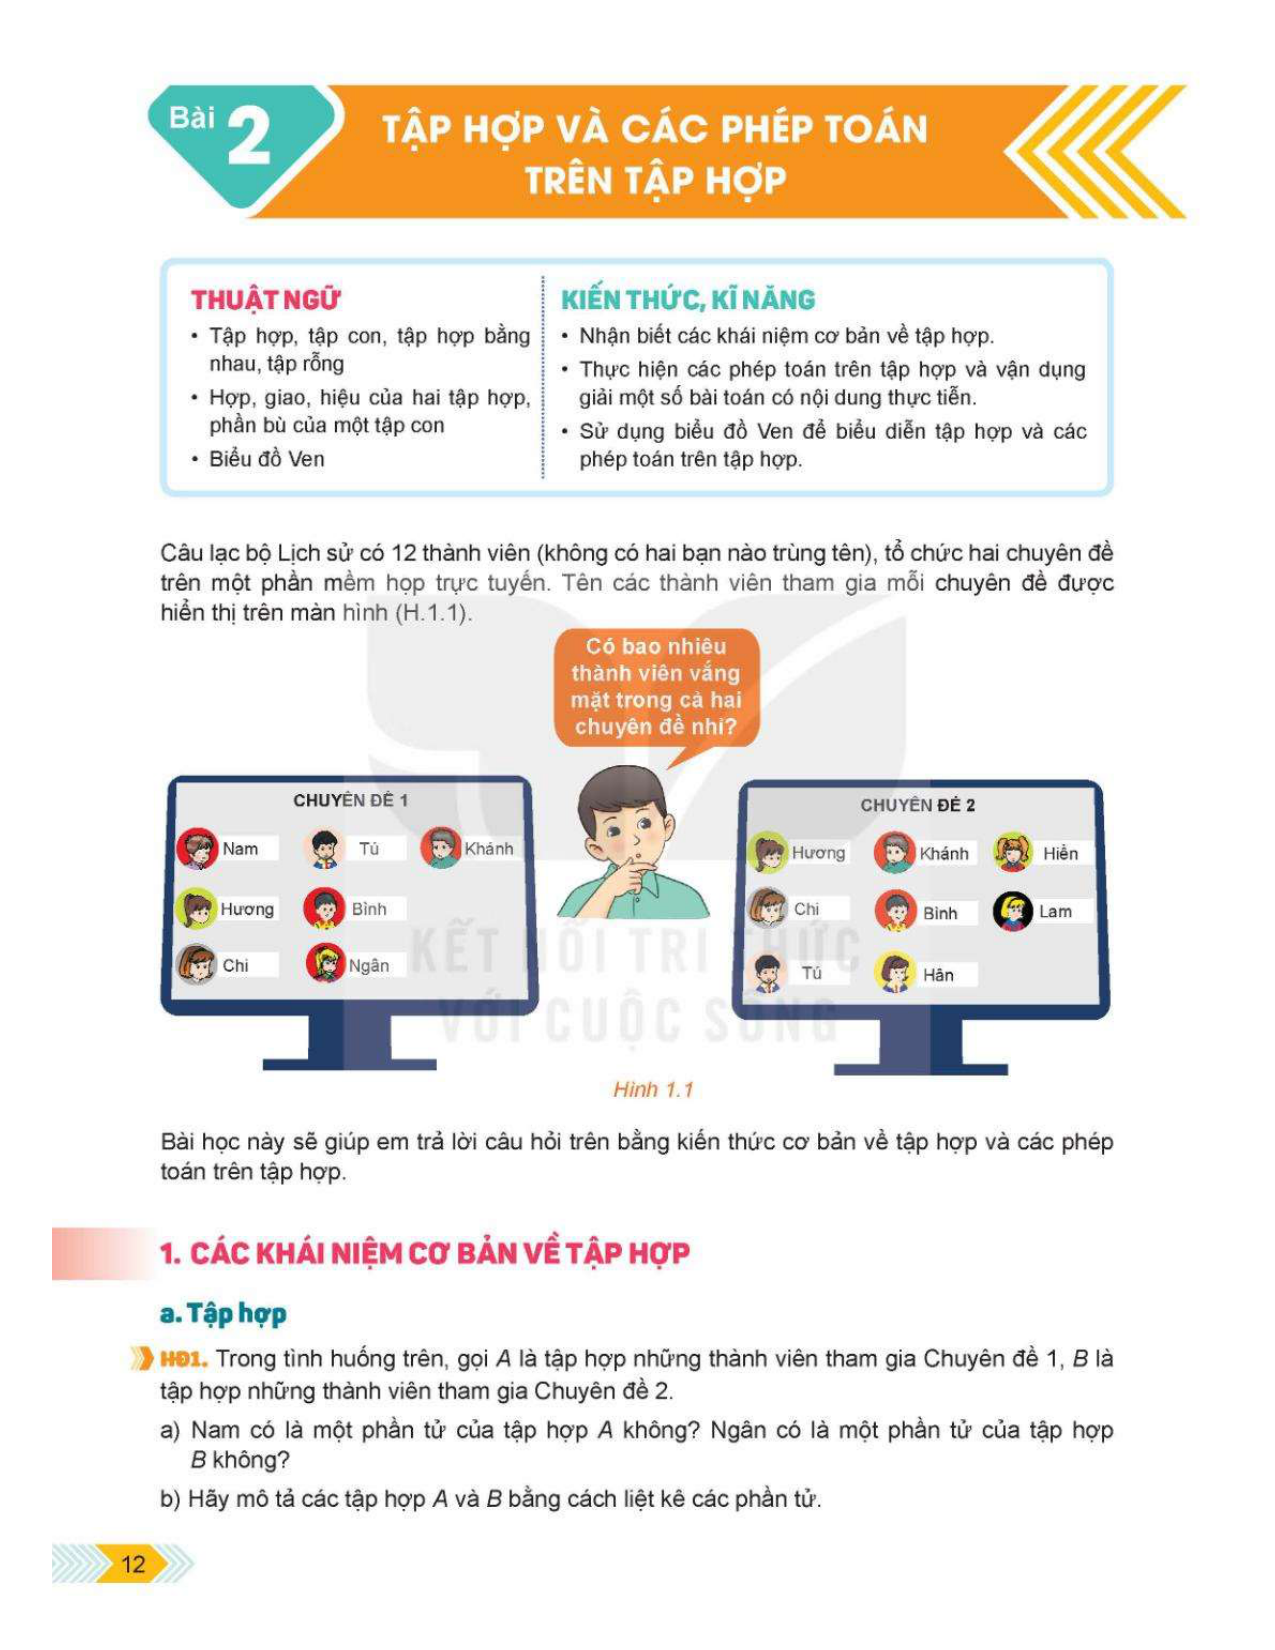 Bài 2
TẬP HỢP VÀ CÁC PHÉP TOÁN
TRÊN TẬP HỢP
THUẬT NGỮ
• Tập hợp, tập con, tập hợp bằng
nhau, tập rỗng
• Hợp, giao, hiệu của hai tập hợp,
phần bù của một tập con
• Biểu đồ Ven
KIẾN THỨC, KĨ NĂNG
• Nhận biết các khái niệm cơ bản về tập hợp.
• Thực hiện các phép toán trên tập hợp và vận dụng
giải một số bài toán có nội dung thực tiễn.
• Sử dụng biểu đồ Ven để biểu diễn tập hợp và các
phép toán trên tập hợp.
Câu lạc bộ Lịch sử có 12 thành viên (không có hai bạn nào trùng tên), tổ chức hai chuyên đề
trên một phần mềm họp trực tuyến. Tên các thành viên tham gia mỗi chuyên đề được
hiển thị trên màn hình (H.1.1).
Có bao nhiêu
thành viên vắng
mặt trong cả hai
chuyên đề nhỉ?
CHUYÊN ĐỀ 1
Nam Tú Khánh
Hương Bình
Chi Ngân
CHUYÊN ĐỀ 2
Hương Khánh Hiền
Chi Bình Lam
Tú Hân
KẾT NỐI TRI THỨC
VỚI CUỘC SỐNG
Hình 1.1
Bài học này sẽ giúp em trả lời câu hỏi trên bằng kiến thức cơ bản về tập hợp và các phép
toán trên tập hợp.
1. CÁC KHÁI NIỆM CƠ BẢN VỀ TẬP HỢP
a. Tập hợp
HĐ1. Trong tình huống trên, gọi A là tập hợp những thành viên tham gia Chuyên đề 1, B là
tập hợp những thành viên tham gia Chuyên đề 2.
a) Nam có là một phần tử của tập hợp A không? Ngân có là một phần tử của tập hợp
B không?
b) Hãy mô tả các tập hợp A và B bằng cách liệt kê các phần tử.
12